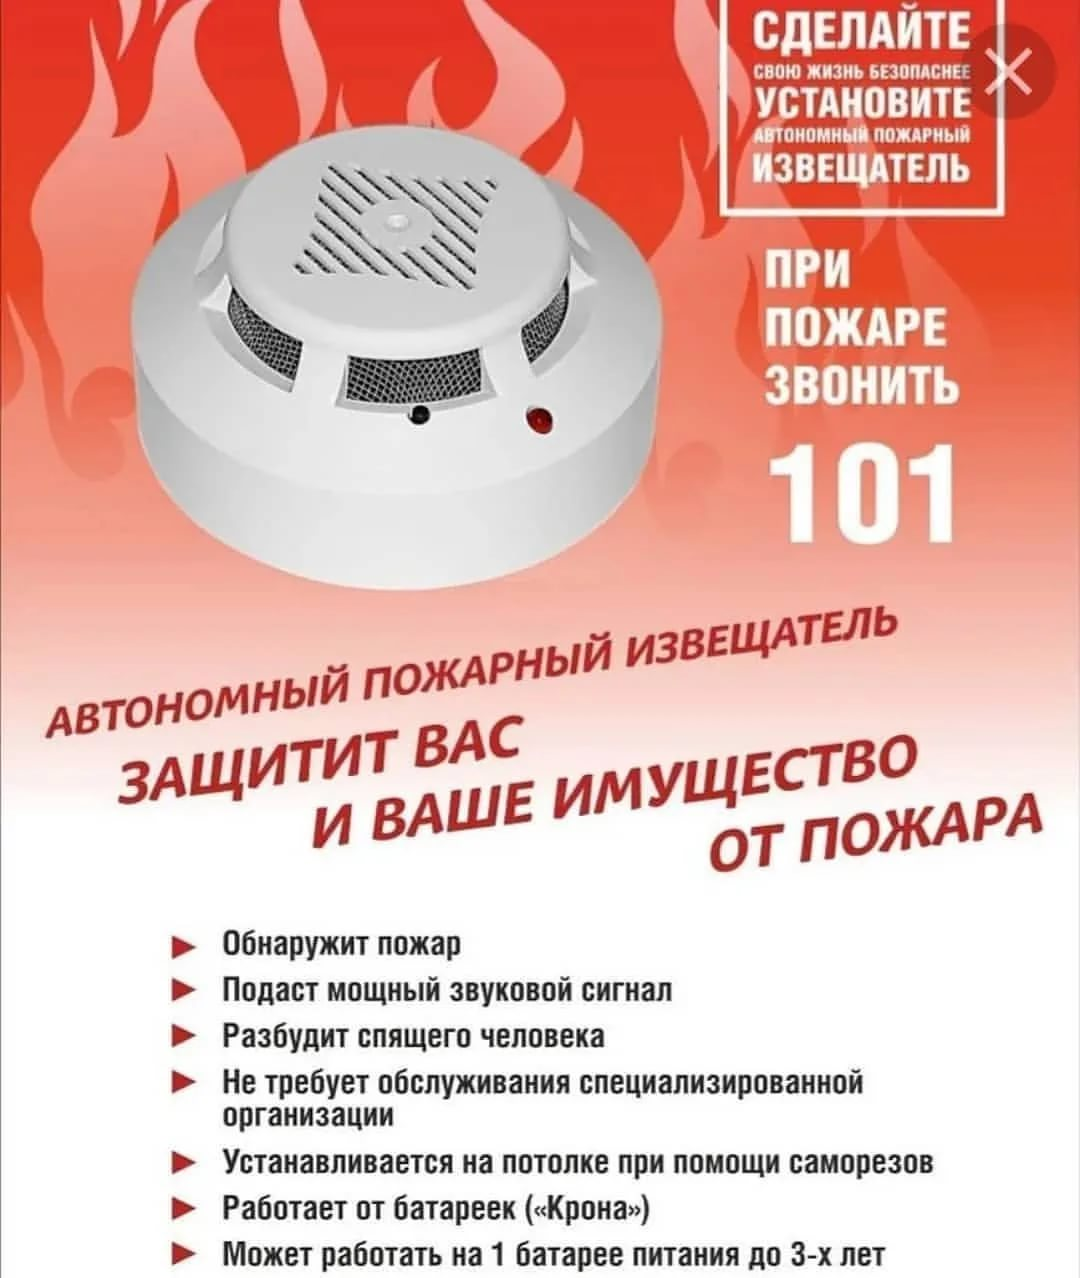 СДЕЛАЙТЕ
СВОЮ ЖИЗНЬ БЕЗОПАСНЕЕ
УСТАНОВИТЕ
АВТОНОМНЫЙ ПОЖАРНЫЙ
ИЗВЕЩАТЕЛЬ
ПРИ
ПОЖАРЕ
ЗВОНИТЬ
101
АВТОНОМНЫЙ ПОЖАРНЫЙ ИЗВЕЩАТЕЛЬ
ЗАЩИТИТ ВАС
И ВАШЕ ИМУЩЕСТВО
ОТ ПОЖАРА
Обнаружит пожар
Подаст мощный звуковой сигнал
Разбудит спящего человека
Не требует обслуживания специализированной
организации
Устанавливается на потолке при помощи саморезов
Работает от батареек («Крона»)
Может работать на 1 батарее питания до 3-х лет